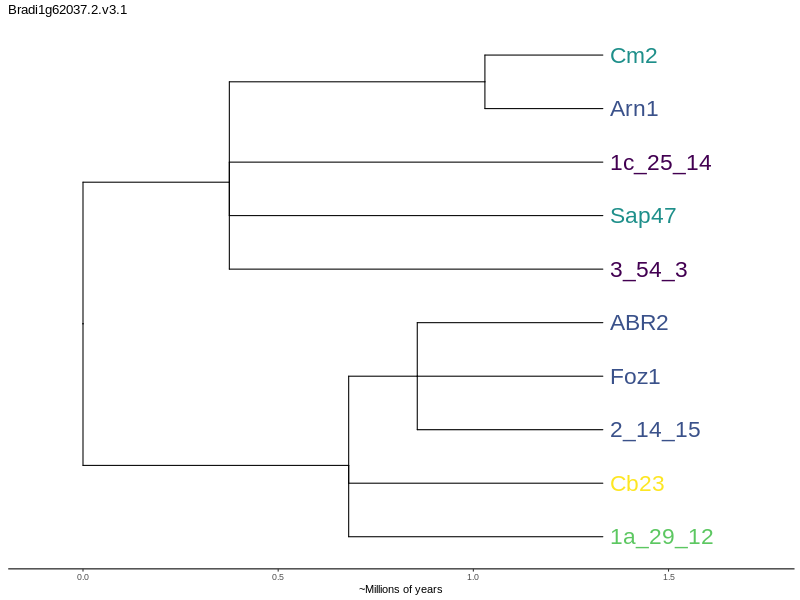 Bradi1g62037.2.v3.1
Cm2
Arn1
1c_25_14
Sap47
3_54_3
ABR2
Foz1
2_14_15
Cb23
1a_29_12
0.0 0.5 1.0 1.5
~Millions of years